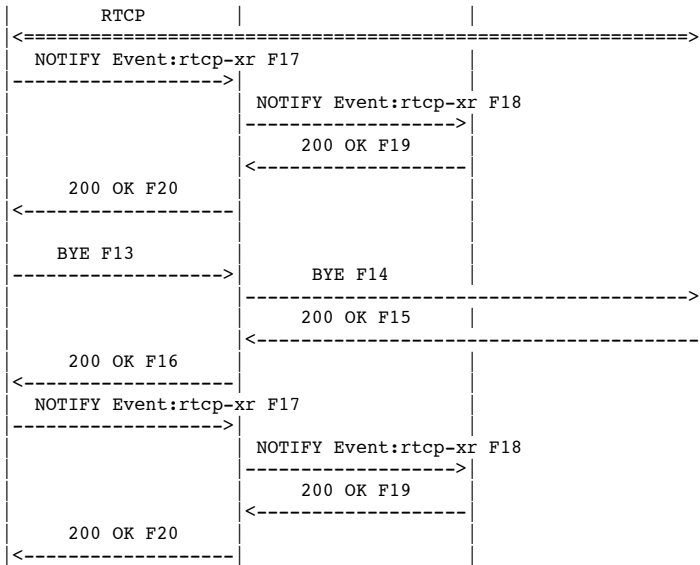 RTCP
NOTIFY Event:rtcp-xr F17
NOTIFY Event:rtcp-xr F18
200 OK F19
200 OK F20
BYE F13
BYE F14
200 OK F15
200 OK F16
NOTIFY Event:rtcp-xr F17
NOTIFY Event:rtcp-xr F18
200 OK F19
200 OK F20